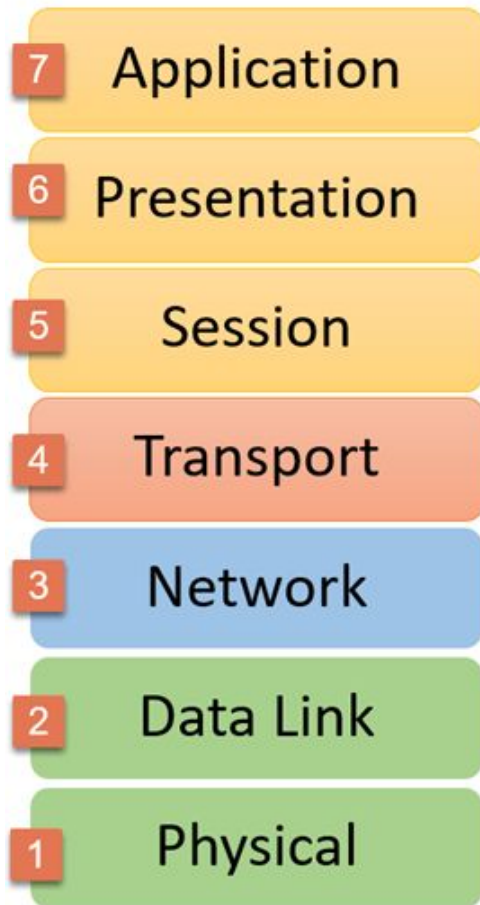 7 Application
6 Presentation
5 Session
4 Transport
3 Network
2 Data Link
1 Physical